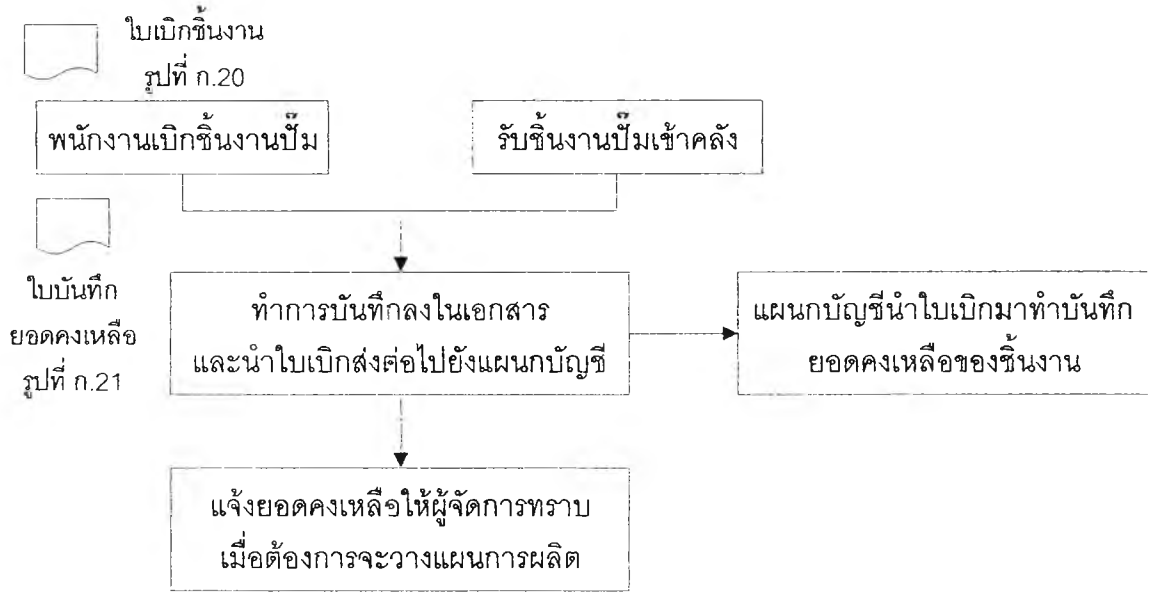 ใบเบิกชิ้นงาน
รูปที่ ก.20
พนักงานเบิกชิ้นงานปั๊ม
รับชิ้นงานปั๊มเข้าคลัง
ใบบันทึก
ยอดคงเหลือ
รูปที่ ก.21
ทำการบันทึกลงในเอกสาร
และนำใบเบิกส่งต่อไปยังแผนกบัญชี
แผนกบัญชีนำใบเบิกมาทำบันทึก
ยอดคงเหลือของชิ้นงาน
แจ้งยอดคงเหลือให้ผู้จัดการทราบ
เมื่อต้องการจะวางแผนการผลิต